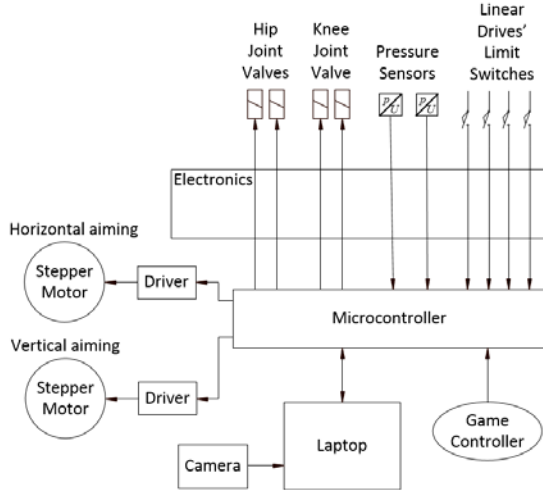 Hip
Joint
Valves
Knee
Joint
Valve
Pressure
Sensors
Linear
Drives'
Limit
Switches
p
U
p
U
Electronics
Horizontal aiming
Stepper
Motor
Driver
Microcontroller
Vertical aiming
Stepper
Motor
Driver
Laptop
Game
Controller
Camera